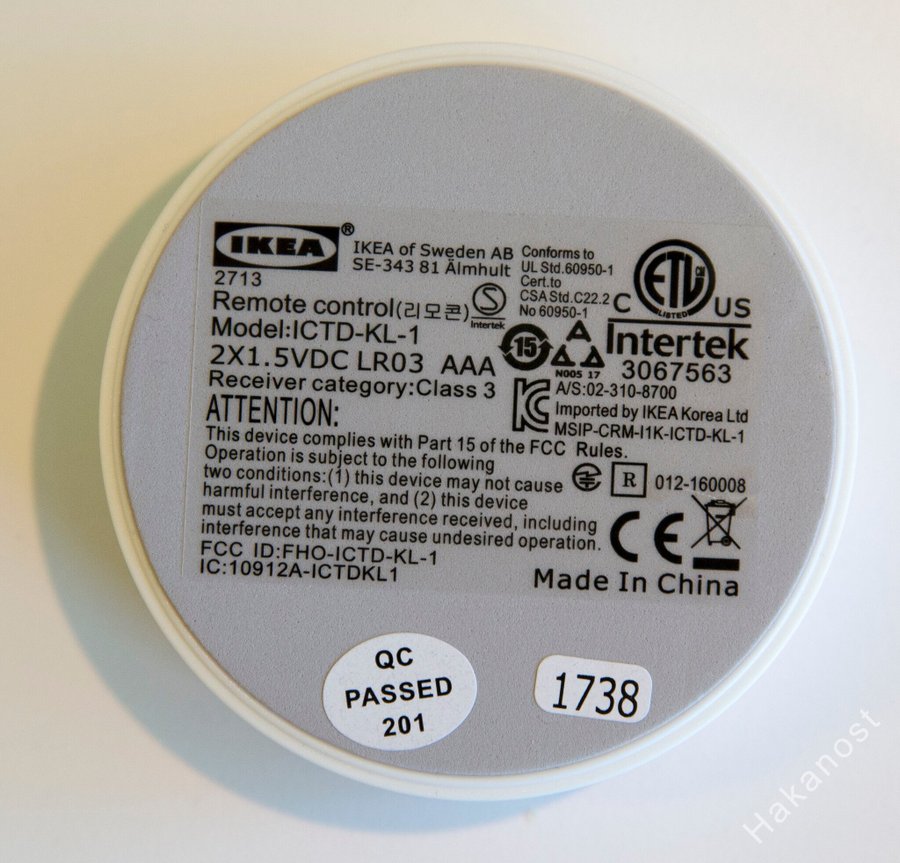 IKEA®
IKEA of Sweden AB
SE-343 81 Älmhult
2713
Remote control(리모콘)
Model:ICTD-KL-1
2X1.5VDC LR03 AAA
Receiver category:Class 3
S
Intertek
Conforms to
UL Std.60950-1
Cert.to
CSA Std.C22.2
No 60950-1
C ETL US
LISTED
Intertek
3067563
15
N005 17
A/S:02-310-8700
Imported by IKEA Korea Ltd
MSIP-CRM-I1K-ICTD-KL-1
ATTENTION:
This device complies with Part 15 of the FCC Rules.
Operation is subject to the following
two conditions:(1) this device may not cause
harmful interference, and (2) this device
must accept any interference received, including
interference that may cause undesired operation.
R 012-160008
CE
FCC ID:FHO-ICTD-KL-1
IC:10912A-ICTDKL1
Made In China
QC
PASSED
201
1738
Hakanost